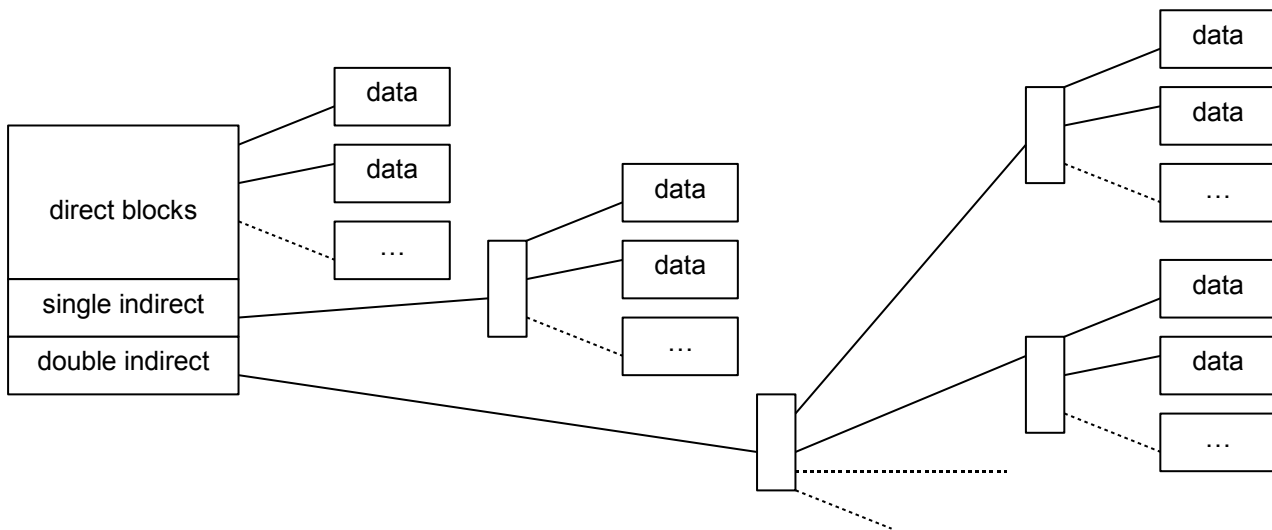 direct blocks
single indirect
double indirect
data
data
…
data
data
…
data
data
…
data
data
…